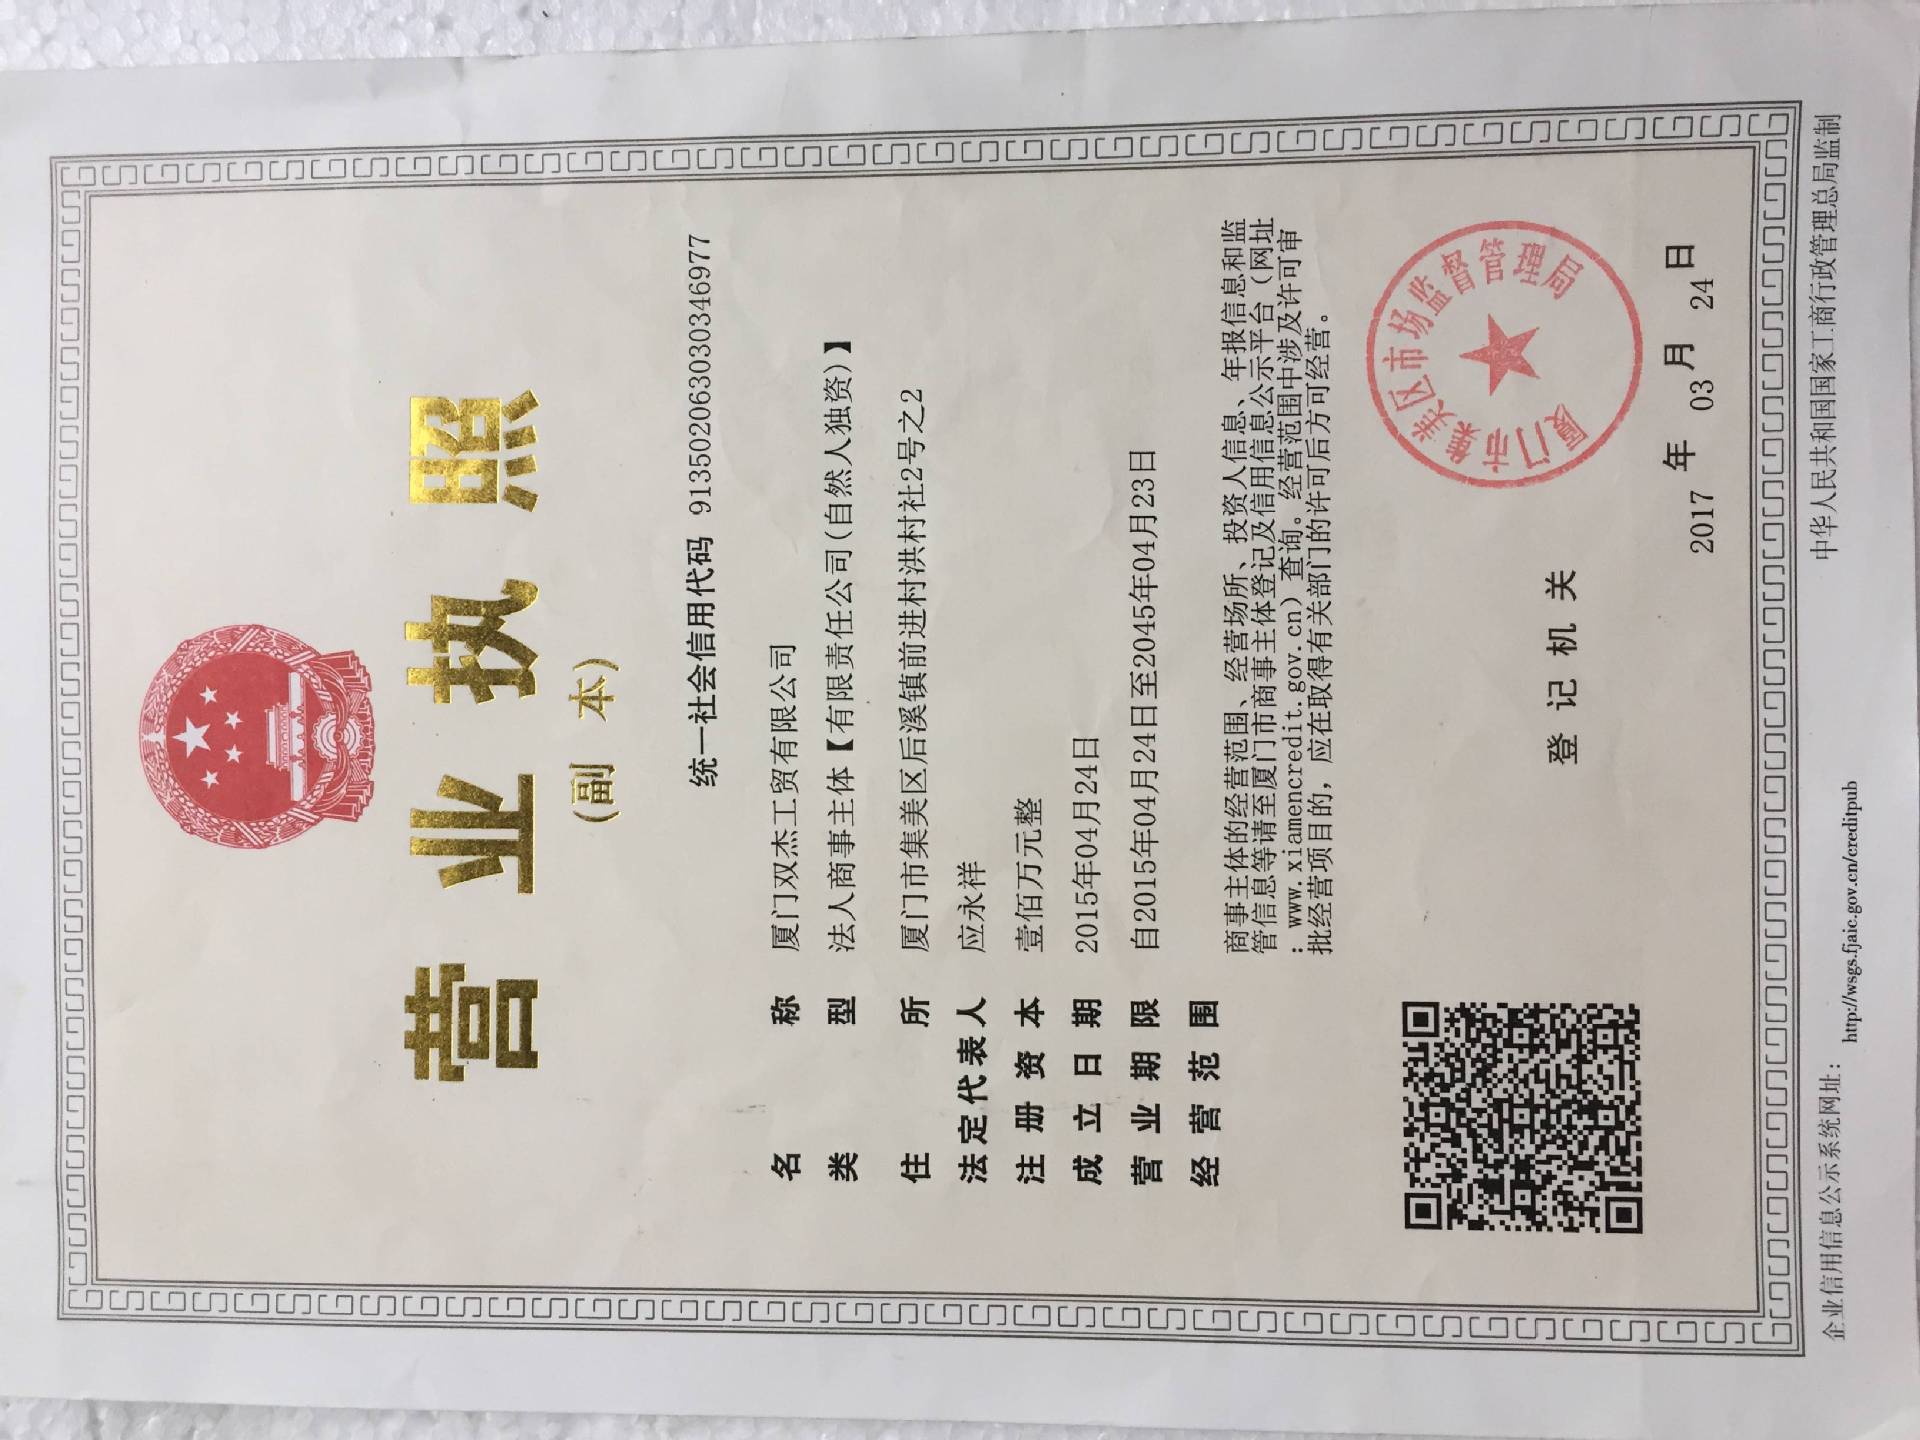 营业执照
(副 本)
统一社会信用代码 913502063030346977
名 称 厦门双杰工贸有限公司
类 型 法人商事主体【有限责任公司(自然人独资)】
住 所 厦门市集美区后溪镇前进村洪村社2号之2
法定代表人 应永祥
注 册 资 本 壹佰万元整
成 立 日 期 2015年04月24日
营 业 期 限 自2015年04月24日至2045年04月23日
经 营 范 围
商事主体的经营范围、经营场所、投资人信息、年报信息和监
管信息等请至厦门市商事主体登记及信用信息公示平台（网址
：www.xiamencredit.gov.cn）查询。经营范围中涉及许可审
批经营项目的，应在取得有关部门的许可后方可经营。
厦门市集美区市场监督管理局
登 记 机 关
2017 年 03 月 24 日
企业信用信息公示系统网址：
http://wsgs.fjaic.gov.cn/creditpub
中华人民共和国国家工商行政管理总局监制